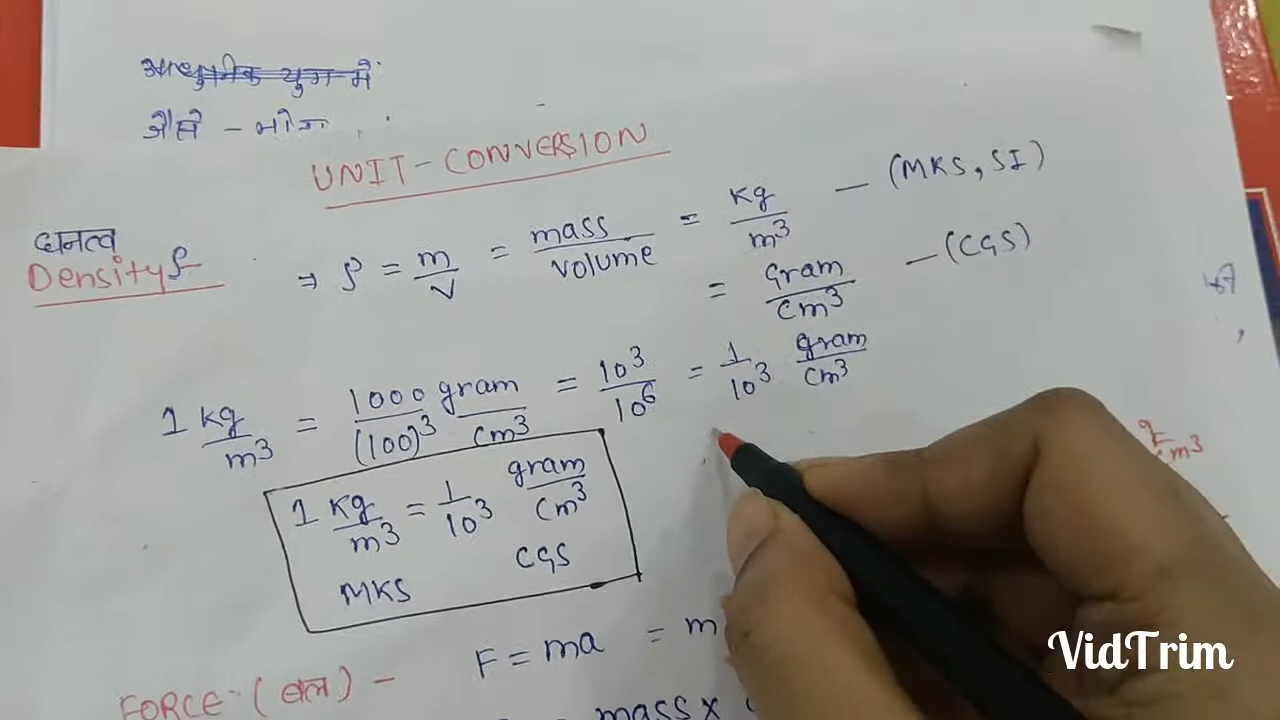 आधुनिक युग में
जैसे –
UNIT-CONVERSION
घनत्व
Density ρ-
⇒ ρ = m/V = mass/volume = kg/m³ — (MKS, SI)
= Gram/cm³ — (CGS)
1 kg/m³ = 1000 gram/(100)³ cm³ = 10³/10⁶ = 1/10³ gram/cm³
1 kg/m³ = 1/10³ gram/cm³
MKS CGS
F = ma = m
FORCE-(बल) -
mass x
VidTrim